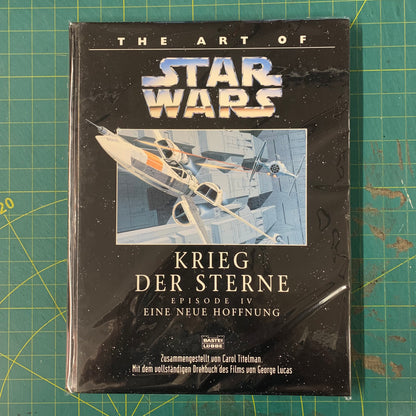 THE ART OF
STAR
WARS
KRIEG
DER STERNE
EPISODE IV
EINE NEUE HOFFNUNG
BASTEI
LÜBBE
Zusammengestellt von Carol Titelman.
Mit dem vollständigen Drehbuch des Films von George Lucas
20